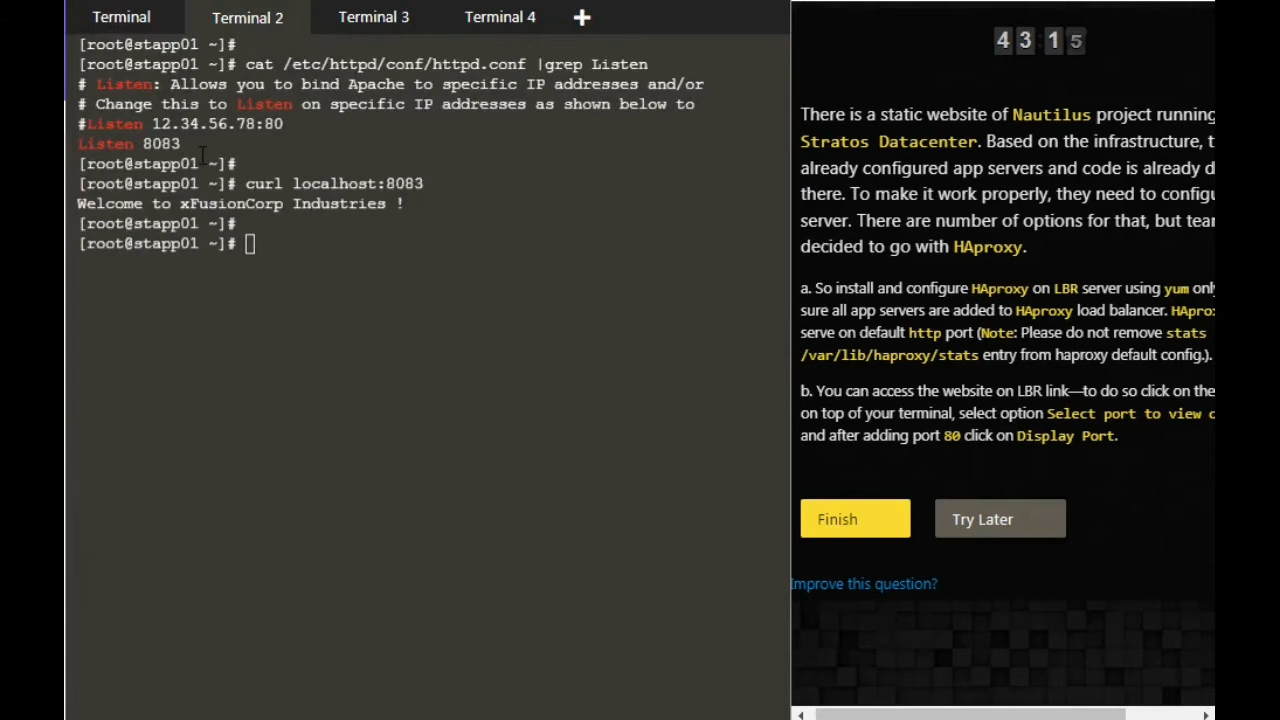 Terminal
Terminal 2
Terminal 3
Terminal 4
[root@stapp01 ~]#
[root@stapp01 ~]# cat /etc/httpd/conf/httpd.conf |grep Listen
# Listen: Allows you to bind Apache to specific IP addresses and/or
# Change this to Listen on specific IP addresses as shown below to
#Listen 12.34.56.78:80
Listen 8083
[root@stapp01 ~]#
[root@stapp01 ~]# curl localhost:8083
Welcome to xFusionCorp Industries !
[root@stapp01 ~]#
[root@stapp01 ~]#
43:15
There is a static website of Nautilus project running
Stratos Datacenter. Based on the infrastructure, t
already configured app servers and code is already d
there. To make it work properly, they need to configu
server. There are number of options for that, but tear
decided to go with HAproxy.
a. So install and configure HAproxy on LBR server using yum only
sure all app servers are added to HAproxy load balancer. HApro
serve on default http port (Note: Please do not remove stats
/var/lib/haproxy/stats entry from haproxy default config.).
b. You can access the website on LBR link—to do so click on the
on top of your terminal, select option Select port to view
and after adding port 80 click on Display Port.
Finish
Try Later
Improve this question?